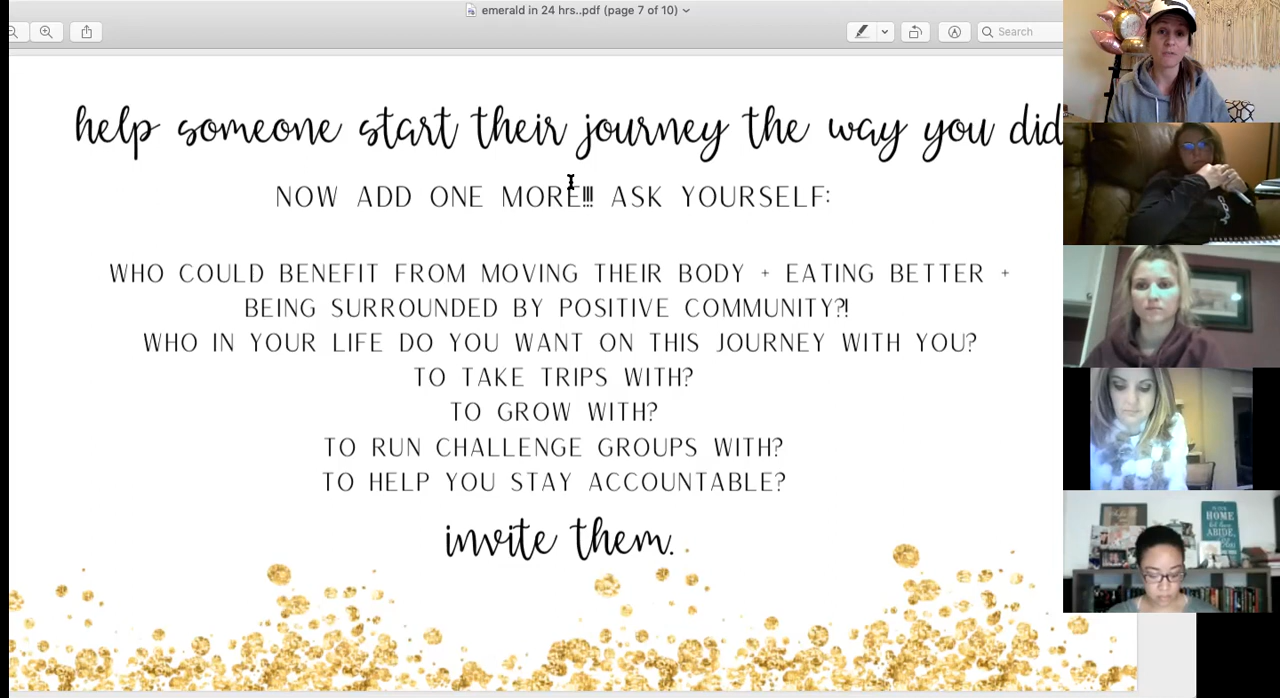 emerald in 24 hrs..pdf (page 7 of 10)
Search
help someone start their journey the way you did
NOW ADD ONE MORE!!! ASK YOURSELF:
WHO COULD BENEFIT FROM MOVING THEIR BODY + EATING BETTER +
BEING SURROUNDED BY POSITIVE COMMUNITY?!
WHO IN YOUR LIFE DO YOU WANT ON THIS JOURNEY WITH YOU?
TO TAKE TRIPS WITH?
TO GROW WITH?
TO RUN CHALLENGE GROUPS WITH?
TO HELP YOU STAY ACCOUNTABLE?
invite them.
HOME
ABIDE,